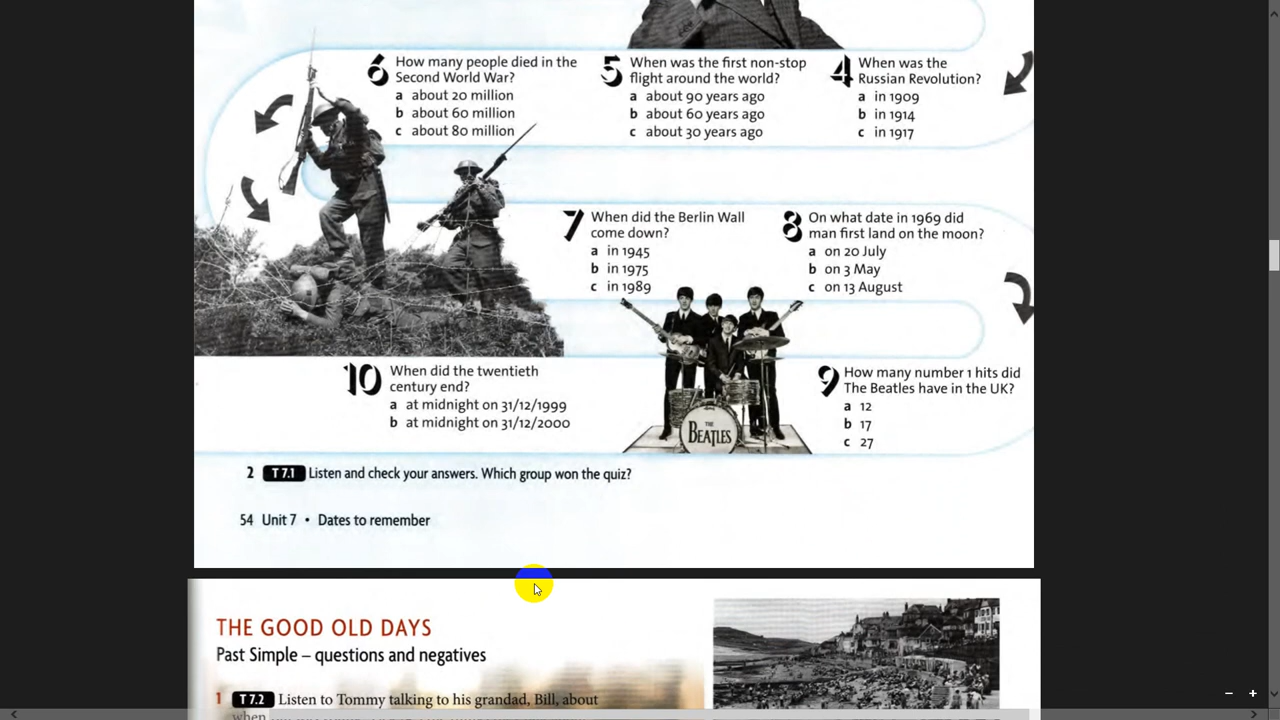 6 How many people died in the
Second World War?
a about 20 million
b about 60 million
c about 80 million
5 When was the first non-stop
flight around the world?
a about 90 years ago
b about 60 years ago
c about 30 years ago
4 When was the
Russian Revolution?
a in 1909
b in 1914
c in 1917
7 When did the Berlin Wall
come down?
a in 1945
b in 1975
c in 1989
8 On what date in 1969 did
man first land on the moon?
a on 20 July
b on 3 May
c on 13 August
10 When did the twentieth
century end?
a at midnight on 31/12/1999
b at midnight on 31/12/2000
THE
BEATLES
9 How many number 1 hits did
The Beatles have in the UK?
a 12
b 17
c 27
2 T 7.1 Listen and check your answers. Which group won the quiz?
54 Unit 7 • Dates to remember
THE GOOD OLD DAYS
Past Simple – questions and negatives
1 T 7.2 Listen to Tommy talking to his grandad, Bill, about
when